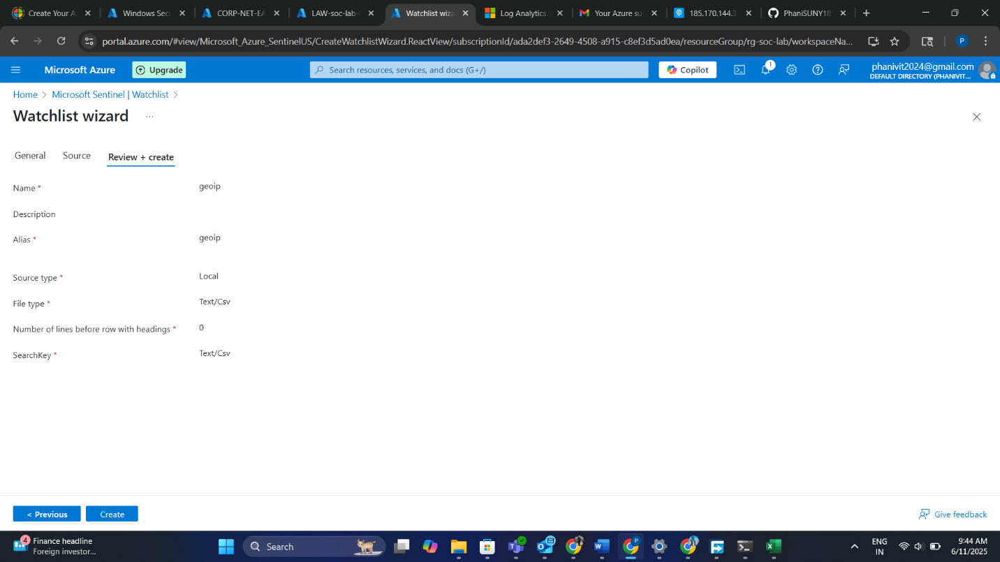 Create Your A
Windows Sec
CORP-NET-EA
LAW-soc-lab-
Watchlist wiza
Log Analytics
Your Azure su
185.170.144.3
PhaniSUNY18
portal.azure.com/#view/Microsoft_Azure_SentinelUS/CreateWatchlistWizard.ReactView/subscriptionId/ada2def3-2649-4508-a915-c8ef3d5ad0ea/resourceGroup/rg-soc-lab/workspaceNa...
P
Microsoft Azure
Upgrade
Search resources, services, and docs (G+/)
Copilot
1
phanivit2024@gmail.com
DEFAULT DIRECTORY (PHANIVIT...
Home > Microsoft Sentinel | Watchlist >
Watchlist wizard ...
General Source Review + create
Name * geoip
Description
Alias * geoip
Source type * Local
File type * Text/Csv
Number of lines before row with headings * 0
SearchKey * Text/Csv
< Previous Create
Give feedback
4
Finance headline
Foreign investor...
Search
ENG
IN
9:44 AM
6/11/2025